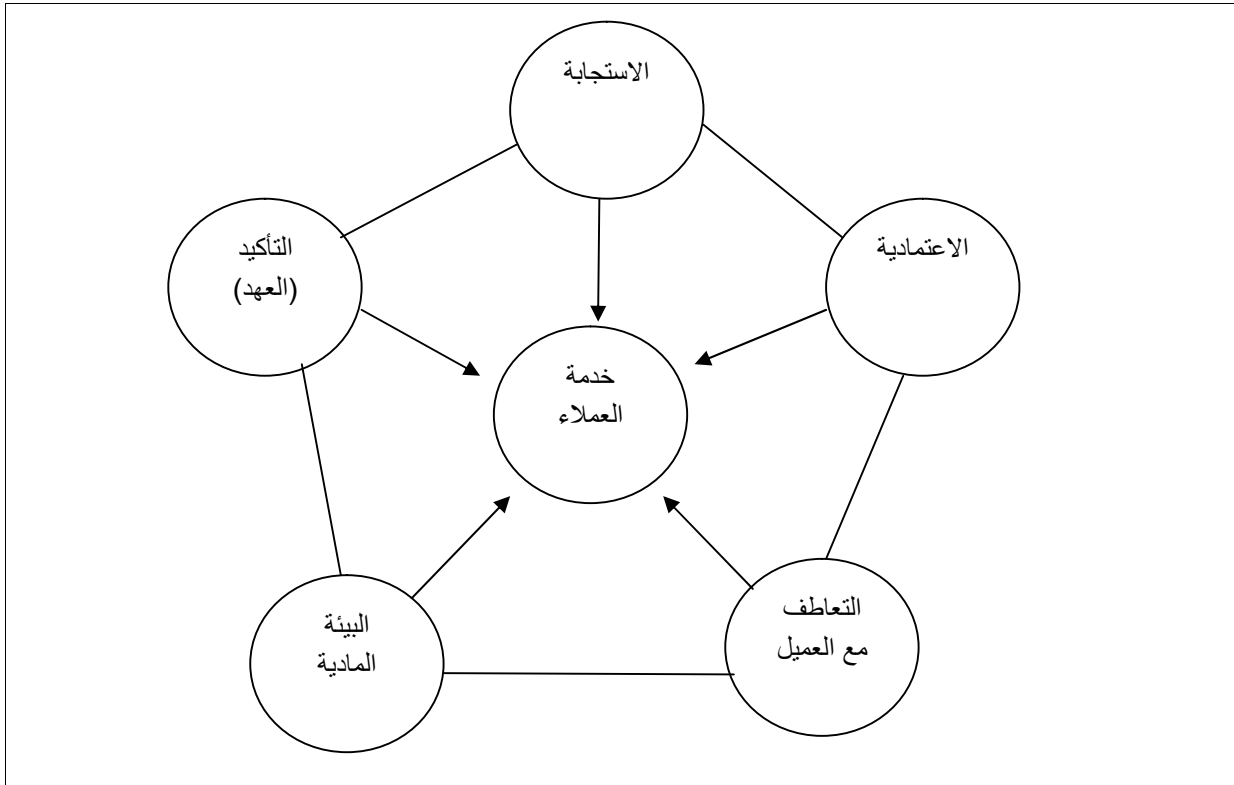 الاستجابة
الاعتمادية
التأكيد
(العهد)
خدمة
العملاء
التعاطف
مع العميل
البيئة
المادية